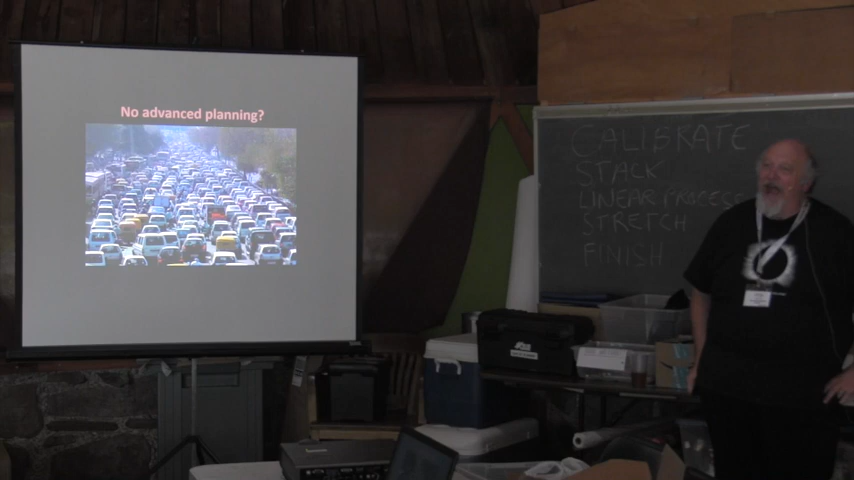 No advanced planning?
CALIBRATE
STACK
LINEAR PROCESS
STRETCH
FINISH